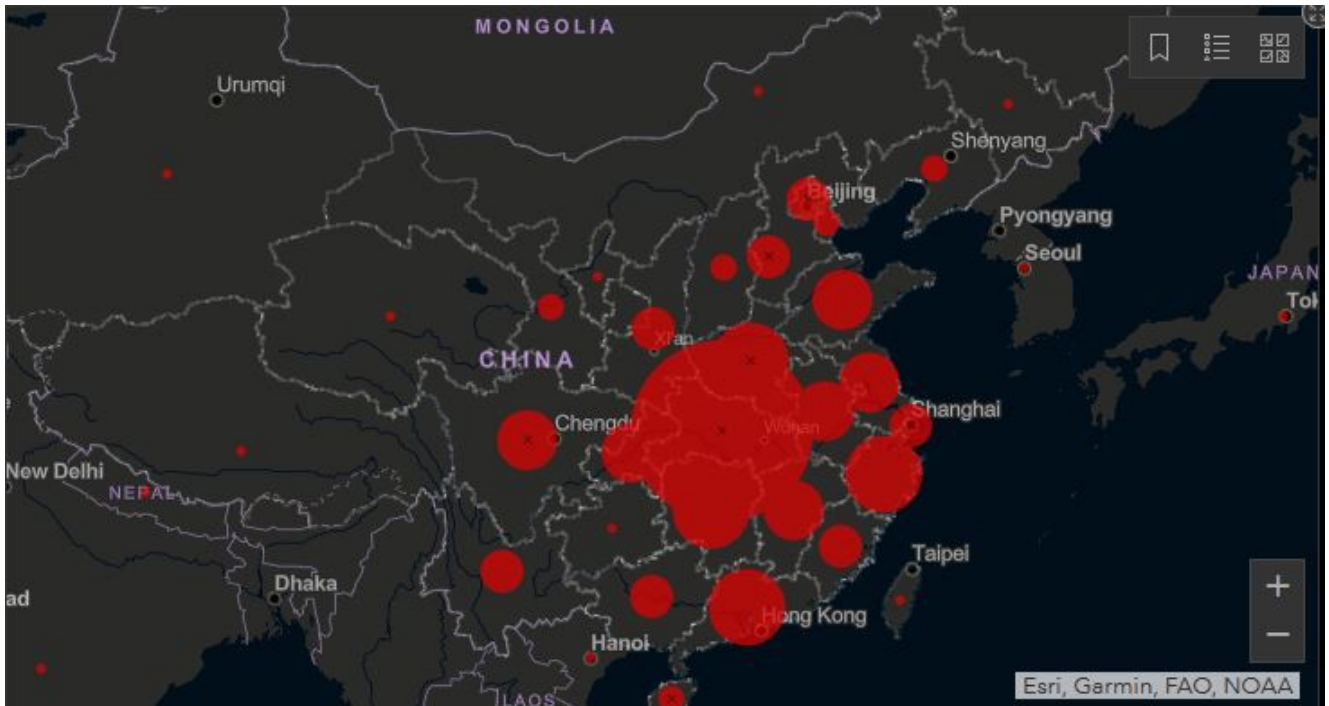 MONGOLIA
Urumqi
Shenyang
Beijing
Pyongyang
Seoul
JAPAN
Tok
Xi'an
CHINA
Shanghai
Chengdu
Wuhan
New Delhi
NEPAL
Taipei
Dhaka
ad
Hong Kong
Hanoi
LAOS
+
−
Esri, Garmin, FAO, NOAA